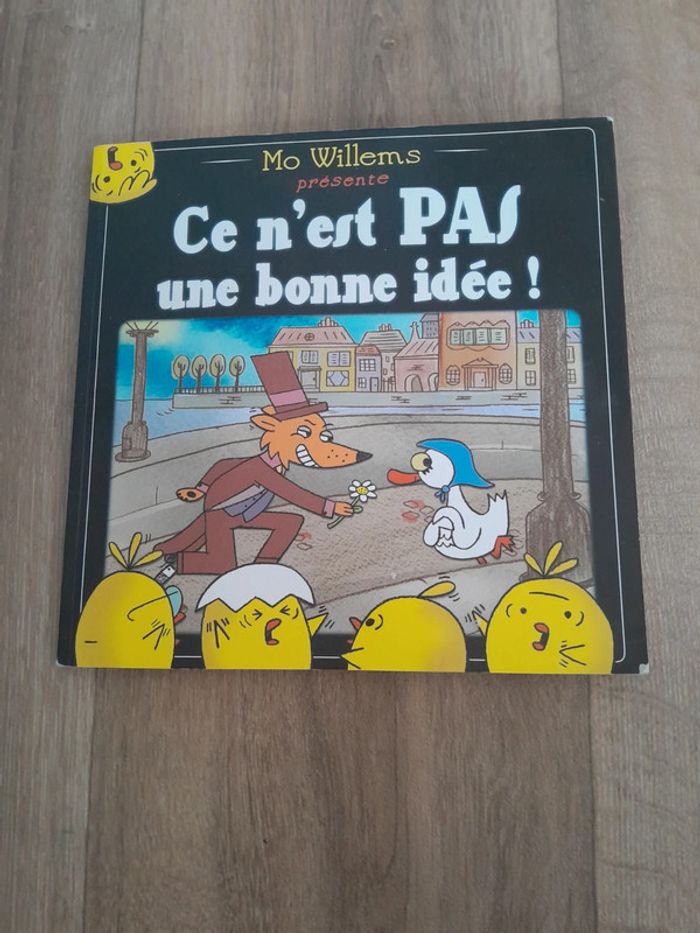 Mo Willems
présente
Ce n'est PAS
une bonne idée !